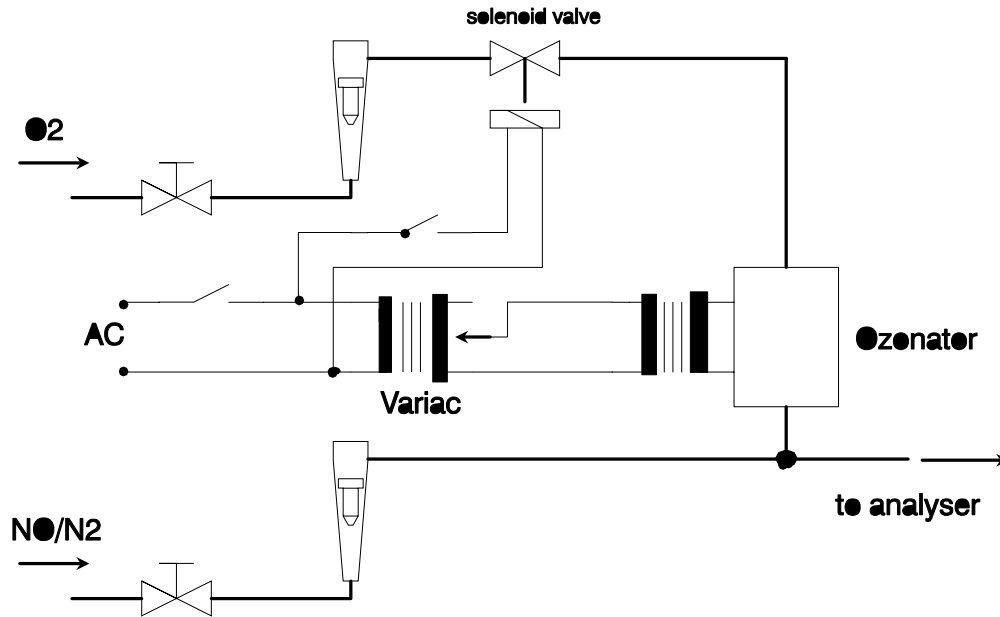 solenoid valve
O2
AC
Ozonator
Variac
to analyser
NO/N2